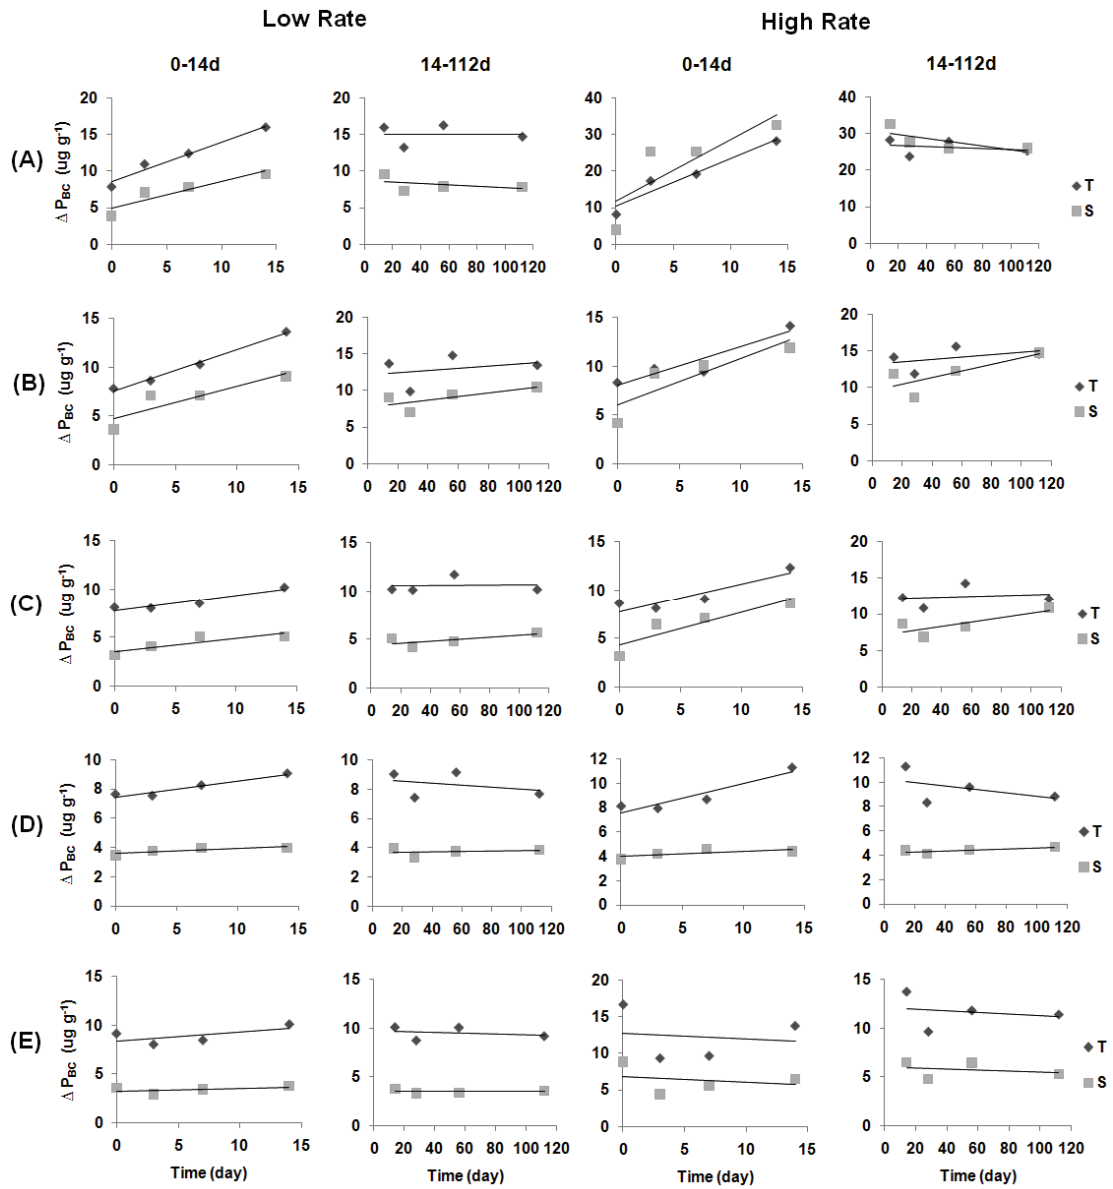 Low Rate High Rate
0-14d 14-112d 0-14d 14-112d
(A)
Δ P_BC (ug g⁻¹)
20 15 10 5 0
0 5 10 15
20 15 10 5 0
0 20 40 60 80 100 120
40 30 20 10 0
0 5 10 15
40 30 20 10 0
0 20 40 60 80 100 120
T
S
(B)
Δ P_BC (ug g⁻¹)
15 10 5 0
0 5 10 15
20 15 10 5 0
0 20 40 60 80 100 120
15 10 5 0
0 5 10 15
20 15 10 5 0
0 20 40 60 80 100 120
T
S
(C)
Δ P_BC (ug g⁻¹)
15 10 5 0
0 5 10 15
15 10 5 0
0 20 40 60 80 100 120
15 10 5 0
0 5 10 15
20 15 10 5 0
0 20 40 60 80 100 120
T
S
(D)
Δ P_BC (ug g⁻¹)
10 8 6 4 2 0
0 5 10 15
10 8 6 4 2 0
0 20 40 60 80 100 120
12 10 8 6 4 2 0
0 5 10 15
12 10 8 6 4 2 0
0 20 40 60 80 100 120
T
S
(E)
Δ P_BC (ug g⁻¹)
15 10 5 0
0 5 10 15
15 10 5 0
0 20 40 60 80 100 120
20 15 10 5 0
0 5 10 15
15 10 5 0
0 20 40 60 80 100 120
T
S
Time (day) Time (day) Time (day) Time (day)